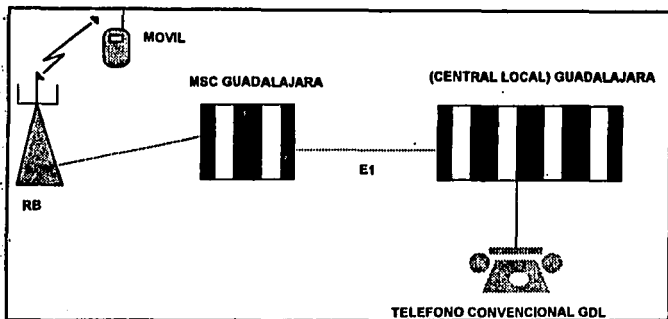 MOVIL
MSC GUADALAJARA
(CENTRAL LOCAL) GUADALAJARA
E1
RB
TELEFONO CONVENCIONAL GDL